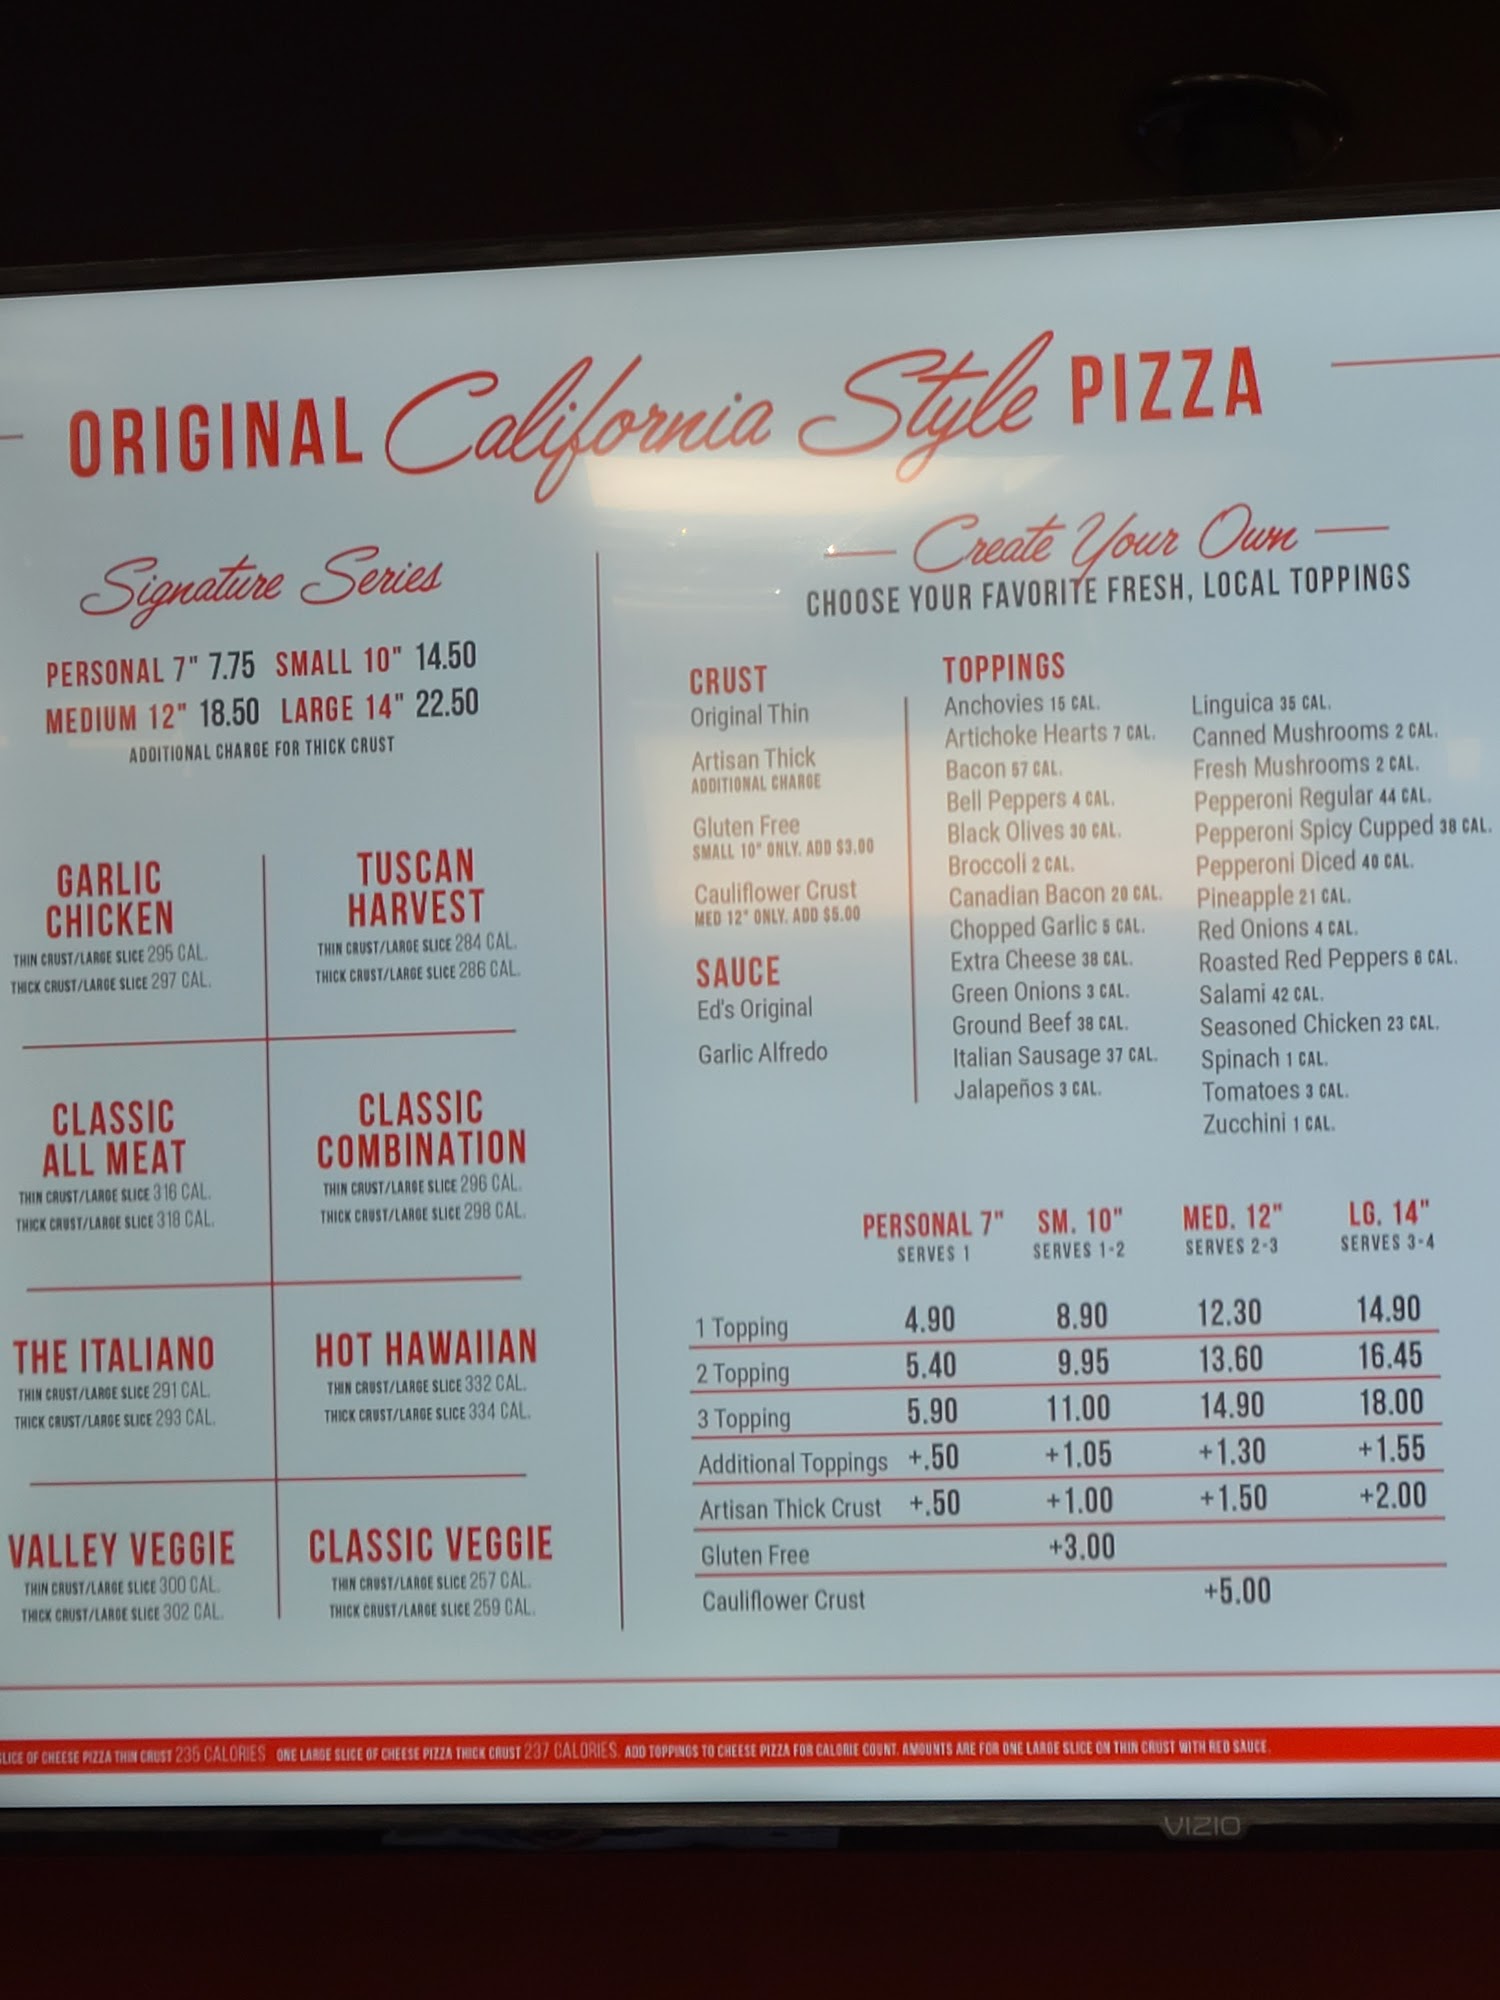 ORIGINAL California Style PIZZA
Signature Series
PERSONAL 7" 7.75 SMALL 10" 14.50
MEDIUM 12" 18.50 LARGE 14" 22.50
ADDITIONAL CHARGE FOR THICK CRUST
GARLIC
CHICKEN
THIN CRUST/LARGE SLICE 295 CAL.
THICK CRUST/LARGE SLICE 297 CAL.
TUSCAN
HARVEST
THIN CRUST/LARGE SLICE 284 CAL.
THICK CRUST/LARGE SLICE 286 CAL.
CLASSIC
ALL MEAT
THIN CRUST/LARGE SLICE 316 CAL.
THICK CRUST/LARGE SLICE 318 CAL.
CLASSIC
COMBINATION
THIN CRUST/LARGE SLICE 296 CAL.
THICK CRUST/LARGE SLICE 298 CAL.
THE ITALIANO
THIN CRUST/LARGE SLICE 291 CAL.
THICK CRUST/LARGE SLICE 293 CAL.
HOT HAWAIIAN
THIN CRUST/LARGE SLICE 332 CAL.
THICK CRUST/LARGE SLICE 334 CAL.
VALLEY VEGGIE
THIN CRUST/LARGE SLICE 300 CAL.
THICK CRUST/LARGE SLICE 302 CAL.
CLASSIC VEGGIE
THIN CRUST/LARGE SLICE 257 CAL.
THICK CRUST/LARGE SLICE 259 CAL.
Create Your Own
CHOOSE YOUR FAVORITE FRESH, LOCAL TOPPINGS
CRUST
Original Thin
Artisan Thick
ADDITIONAL CHARGE
Gluten Free
SMALL 10" ONLY. ADD $3.00
Cauliflower Crust
MED 12" ONLY. ADD $5.00
SAUCE
Ed's Original
Garlic Alfredo
TOPPINGS
Anchovies 15 CAL.
Artichoke Hearts 7 CAL.
Bacon 57 CAL.
Bell Peppers 4 CAL.
Black Olives 30 CAL.
Broccoli 2 CAL.
Canadian Bacon 20 CAL.
Chopped Garlic 5 CAL.
Extra Cheese 38 CAL.
Green Onions 3 CAL.
Ground Beef 38 CAL.
Italian Sausage 37 CAL.
Jalapeños 3 CAL.
Linguica 35 CAL.
Canned Mushrooms 2 CAL.
Fresh Mushrooms 2 CAL.
Pepperoni Regular 44 CAL.
Pepperoni Spicy Cupped 38 CAL.
Pepperoni Diced 40 CAL.
Pineapple 21 CAL.
Red Onions 4 CAL.
Roasted Red Peppers 6 CAL.
Salami 42 CAL.
Seasoned Chicken 23 CAL.
Spinach 1 CAL.
Tomatoes 3 CAL.
Zucchini 1 CAL.
PERSONAL 7" SM. 10" MED. 12" LG. 14"
SERVES 1 SERVES 1-2 SERVES 2-3 SERVES 3-4
1 Topping 4.90 8.90 12.30 14.90
2 Topping 5.40 9.95 13.60 16.45
3 Topping 5.90 11.00 14.90 18.00
Additional Toppings +.50 +1.05 +1.30 +1.55
Artisan Thick Crust +.50 +1.00 +1.50 +2.00
Gluten Free +3.00
Cauliflower Crust +5.00
SLICE OF CHEESE PIZZA THIN CRUST 235 CALORIES ONE LARGE SLICE OF CHEESE PIZZA THICK CRUST 237 CALORIES. ADD TOPPINGS TO CHEESE PIZZA FOR CALORIE COUNT. AMOUNTS ARE FOR ONE LARGE SLICE ON THIN CRUST WITH RED SAUCE.
VIZIO